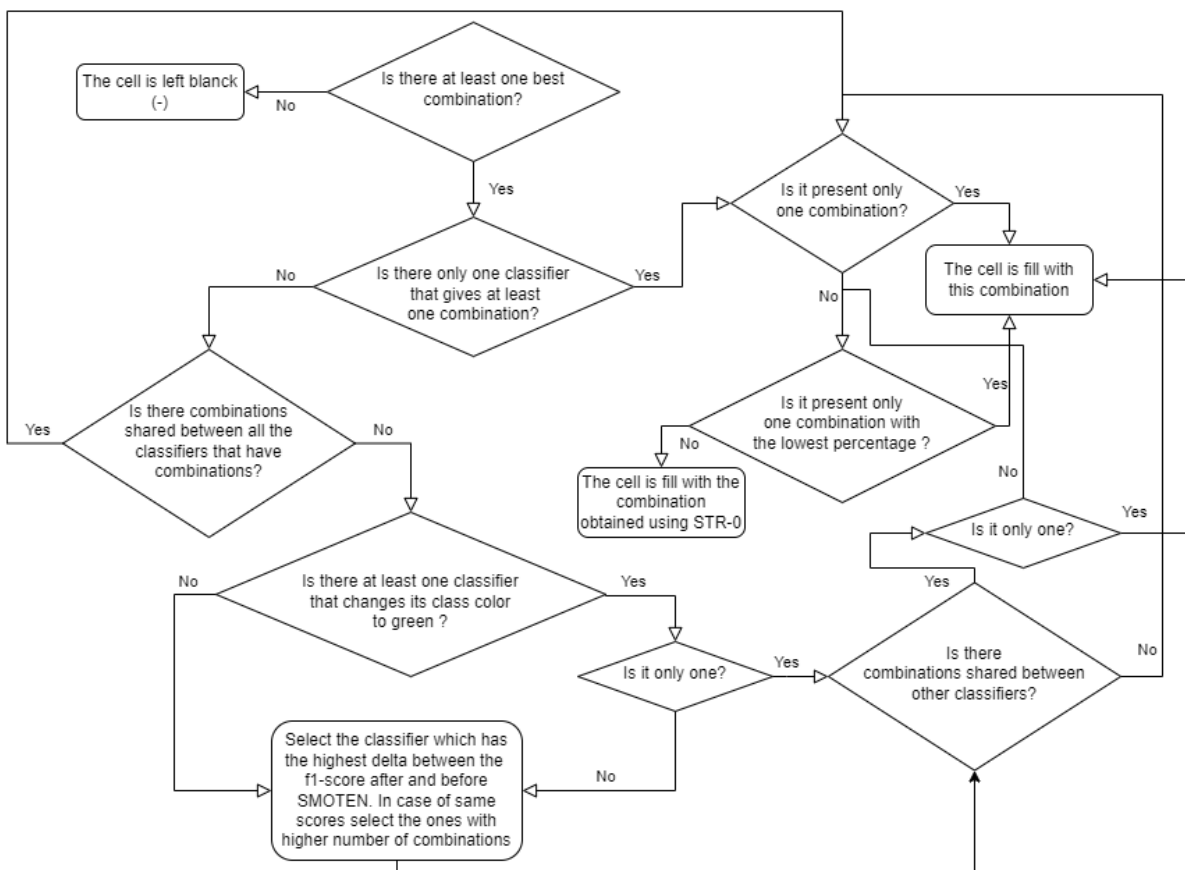 Is there at least one best
combination?
The cell is left blanck
(-)
No
Yes
Is it present only
one combination?
Yes
Is there only one classifier
that gives at least
one combination?
No
Yes
The cell is fill with
this combination
No
Is there combinations
shared between all the
classifiers that have
combinations?
Yes
No
Is it present only
one combination with
the lowest percentage ?
Yes
No
The cell is fill with the
combination
obtained using STR-0
No
Is it only one?
Yes
Is there at least one classifier
that changes its class color
to green ?
No
Yes
Yes
Is there
combinations shared between
other classifiers?
No
Is it only one?
Yes
No
Select the classifier which has
the highest delta between the
f1-score after and before
SMOTEN. In case of same
scores select the ones with
higher number of combinations